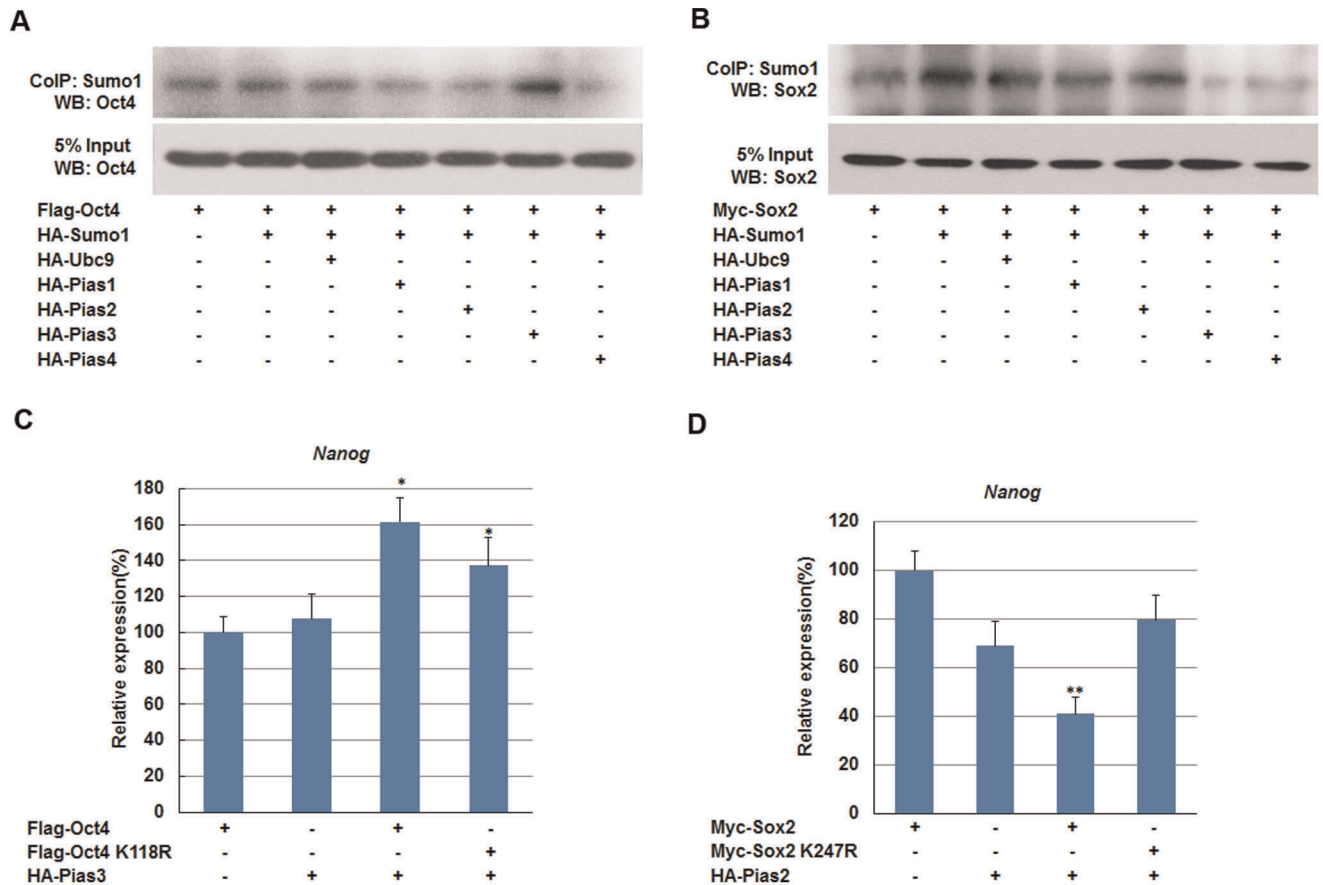 A
CoIP: Sumo1
WB: Oct4
5% Input
WB: Oct4
Flag-Oct4 + + + + + + +
HA-Sumo1 - + + + + + +
HA-Ubc9 - - + - - - -
HA-Pias1 - - - + - - -
HA-Pias2 - - - - + - -
HA-Pias3 - - - - - + -
HA-Pias4 - - - - - - +
B
CoIP: Sumo1
WB: Sox2
5% Input
WB: Sox2
Myc-Sox2 + + + + + + +
HA-Sumo1 - + + + + + +
HA-Ubc9 - - + - - - -
HA-Pias1 - - - + - - -
HA-Pias2 - - - - + - -
HA-Pias3 - - - - - + -
HA-Pias4 - - - - - - +
C
Nanog
Relative expression(%)
180
160
140
120
100
80
60
40
20
0
*
*
Flag-Oct4 + - + -
Flag-Oct4 K118R - - - +
HA-Pias3 - + + +
D
Nanog
Relative expression(%)
120
100
80
60
40
20
0
**
Myc-Sox2 + - + -
Myc-Sox2 K247R - - - +
HA-Pias2 - + + +